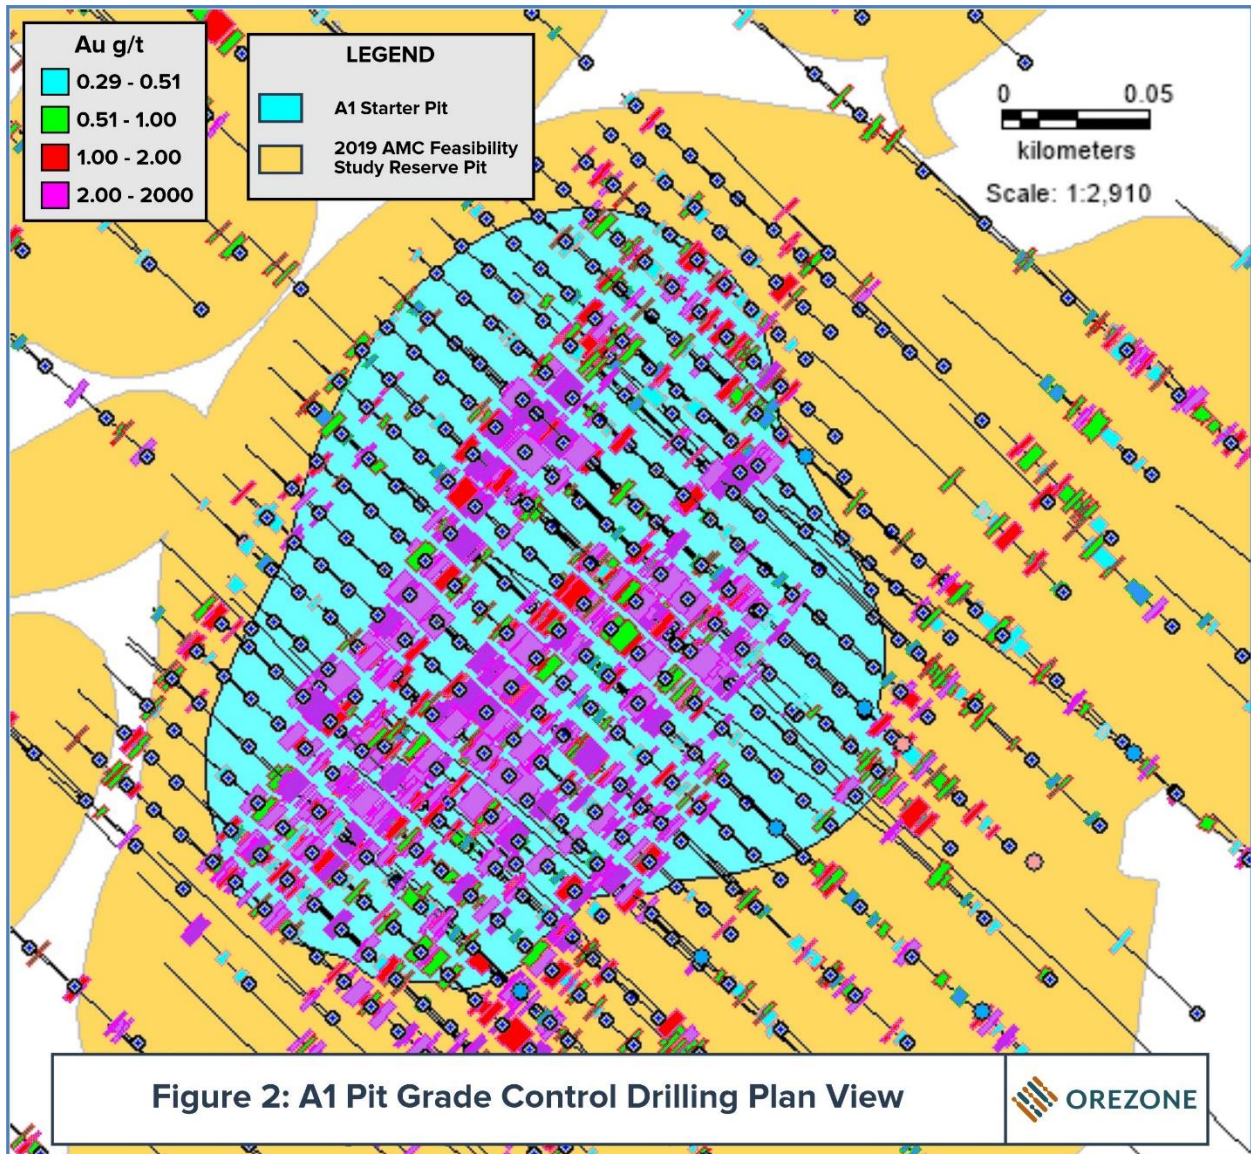 Au g/t
0.29 - 0.51
0.51 - 1.00
1.00 - 2.00
2.00 - 2000
LEGEND
A1 Starter Pit
2019 AMC Feasibility
Study Reserve Pit
0 0.05
kilometers
Scale: 1:2,910
Figure 2: A1 Pit Grade Control Drilling Plan View
OREZONE